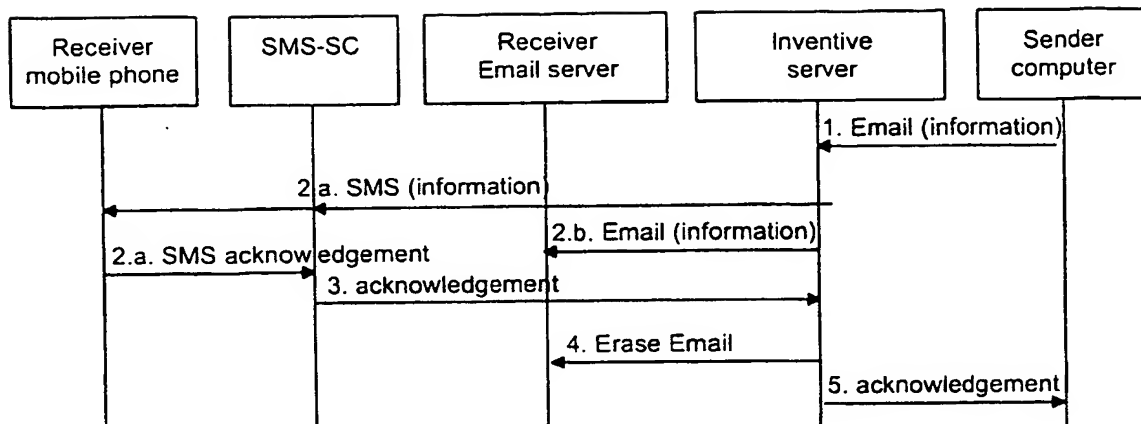 Receiver
mobile phone
SMS-SC
Receiver
Email server
Inventive
server
Sender
computer
1. Email (information)
2.a. SMS (information)
2.b. Email (information)
2.a. SMS acknowledgement
3. acknowledgement
4. Erase Email
5. acknowledgement